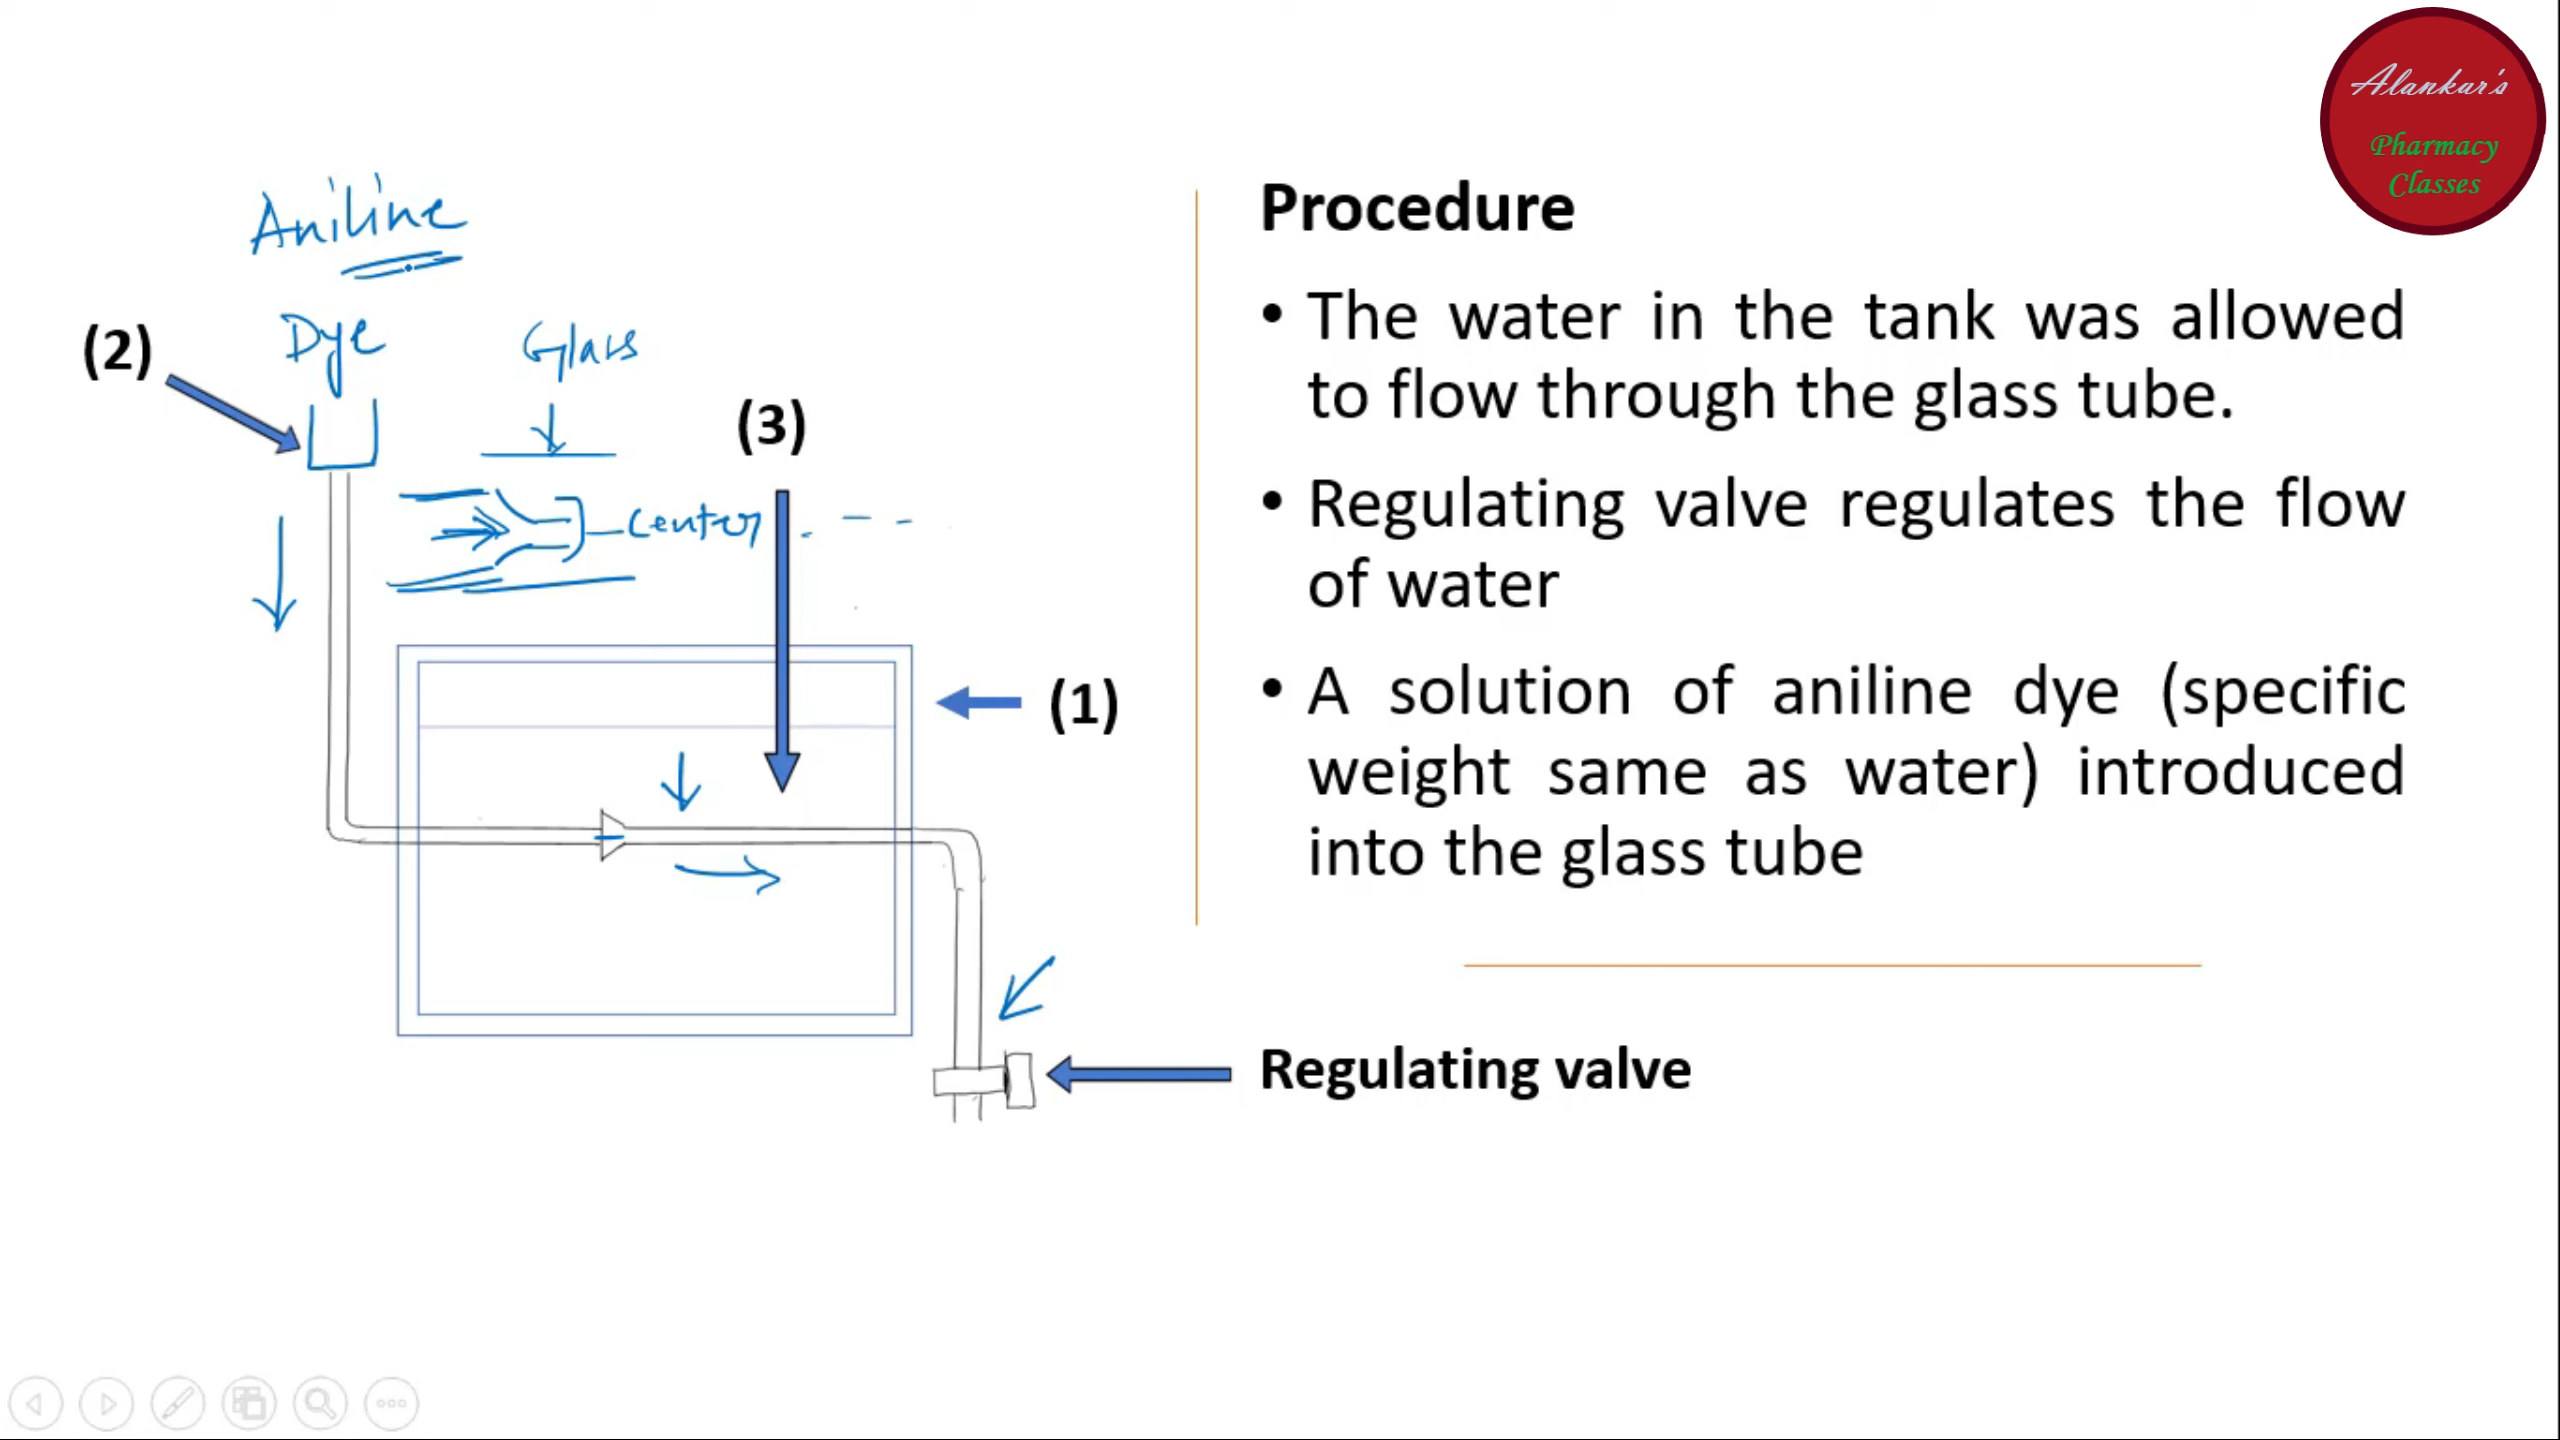 Alankar's
Pharmacy
Classes
Aniline
Dye
Glass
(2)
(3)
center
(1)
Procedure
• The water in the tank was allowed
to flow through the glass tube.
• Regulating valve regulates the flow
of water
• A solution of aniline dye (specific
weight same as water) introduced
into the glass tube
Regulating valve